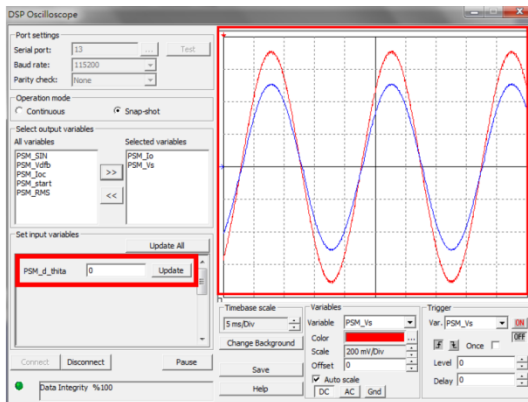 DSP Oscilloscope
Port settings
Serial port: 13 ... Test
Baud rate: 115200
Parity check: None
Operation mode
Continuous Snap-shot
Select output variables
All variables Selected variables
PSM_SIN
PSM_Vdfb
PSM_Ioc
PSM_start
PSM_RMS
>>
<<
PSM_Io
PSM_Vs
Set input variables
Update All
PSM_d_thita 0 Update
Connect Disconnect Pause
Data Integrity %100
Timebase scale
5 ms/Div
Change Background
Save
Help
Variables
Variable PSM_Vs
Color ...
Scale 200 mV/Div
Offset 0
Auto scale
DC AC Gnd
Trigger
Var. PSM_Vs ON
OFF
Once
Level 0
Delay 0